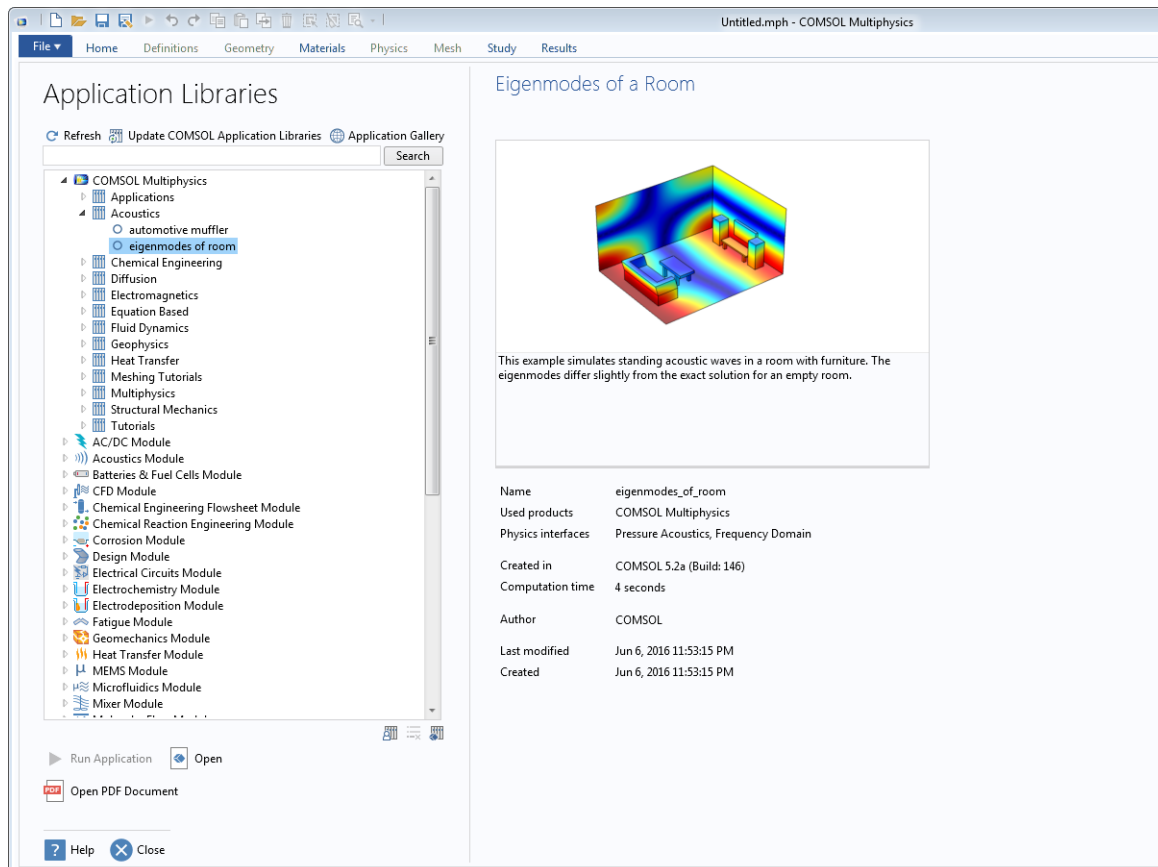 Untitled.mph - COMSOL Multiphysics
File Home Definitions Geometry Materials Physics Mesh Study Results
Application Libraries
Refresh Update COMSOL Application Libraries Application Gallery
Search
COMSOL Multiphysics
Applications
Acoustics
automotive muffler
eigenmodes of room
Chemical Engineering
Diffusion
Electromagnetics
Equation Based
Fluid Dynamics
Geophysics
Heat Transfer
Meshing Tutorials
Multiphysics
Structural Mechanics
Tutorials
AC/DC Module
Acoustics Module
Batteries & Fuel Cells Module
CFD Module
Chemical Engineering Flowsheet Module
Chemical Reaction Engineering Module
Corrosion Module
Design Module
Electrical Circuits Module
Electrochemistry Module
Electrodeposition Module
Fatigue Module
Geomechanics Module
Heat Transfer Module
MEMS Module
Microfluidics Module
Mixer Module
Run Application Open
PDF Open PDF Document
? Help Close
Eigenmodes of a Room
This example simulates standing acoustic waves in a room with furniture. The
eigenmodes differ slightly from the exact solution for an empty room.
Name eigenmodes_of_room
Used products COMSOL Multiphysics
Physics interfaces Pressure Acoustics, Frequency Domain
Created in COMSOL 5.2a (Build: 146)
Computation time 4 seconds
Author COMSOL
Last modified Jun 6, 2016 11:53:15 PM
Created Jun 6, 2016 11:53:15 PM